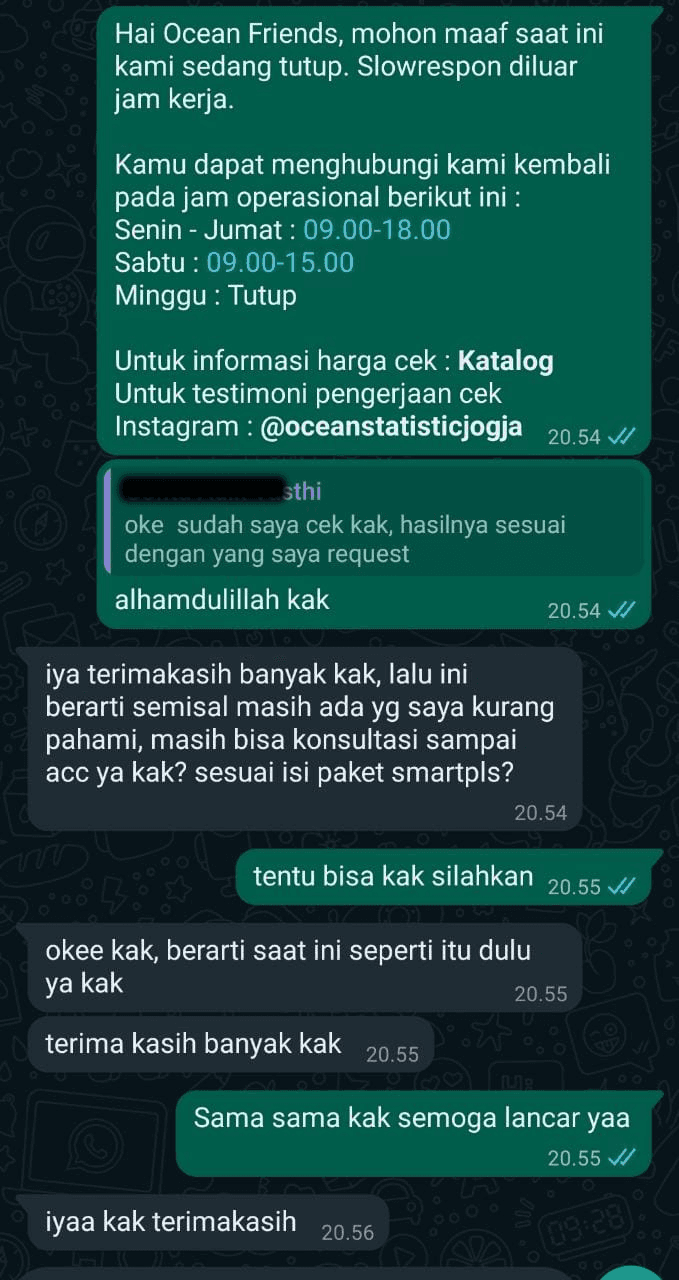 Hai Ocean Friends, mohon maaf saat ini
kami sedang tutup. Slowrespon diluar
jam kerja.
Kamu dapat menghubungi kami kembali
pada jam operasional berikut ini :
Senin - Jumat : 09.00-18.00
Sabtu : 09.00-15.00
Minggu : Tutup
Untuk informasi harga cek : Katalog
Untuk testimoni pengerjaan cek
Instagram : @oceanstatisticjogja 20.54
sthi
oke sudah saya cek kak, hasilnya sesuai
dengan yang saya request
alhamdulillah kak 20.54
iya terimakasih banyak kak, lalu ini
berarti semisal masih ada yg saya kurang
pahami, masih bisa konsultasi sampai
acc ya kak? sesuai isi paket smartpls?
20.54
tentu bisa kak silahkan 20.55
okee kak, berarti saat ini seperti itu dulu
ya kak 20.55
terima kasih banyak kak 20.55
Sama sama kak semoga lancar yaa
20.55
iyaa kak terimakasih 20.56